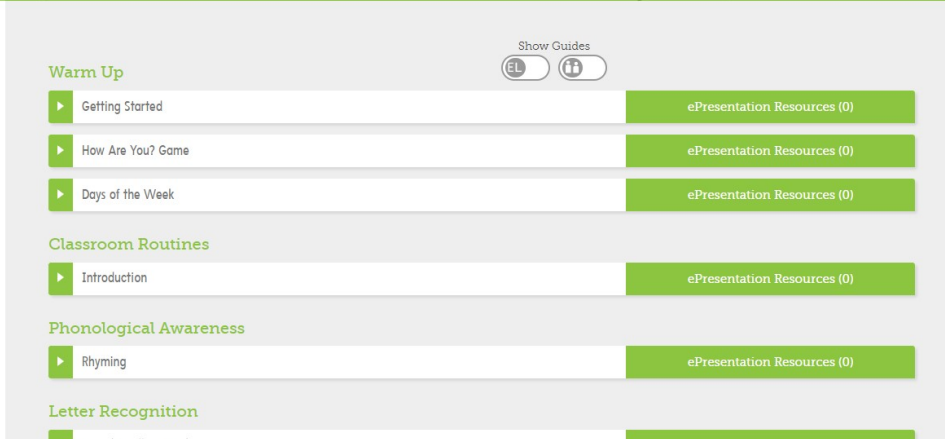 Show Guides
EL
Warm Up
Getting Started ePresentation Resources (0)
How Are You? Game ePresentation Resources (0)
Days of the Week ePresentation Resources (0)
Classroom Routines
Introduction ePresentation Resources (0)
Phonological Awareness
Rhyming ePresentation Resources (0)
Letter Recognition